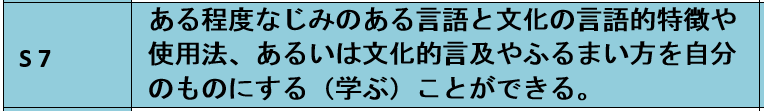 S 7
ある程度なじみのある言語と文化の言語的特徴や
使用法、あるいは文化的言及やふるまい方を自分
のものにする（学ぶ）ことができる。